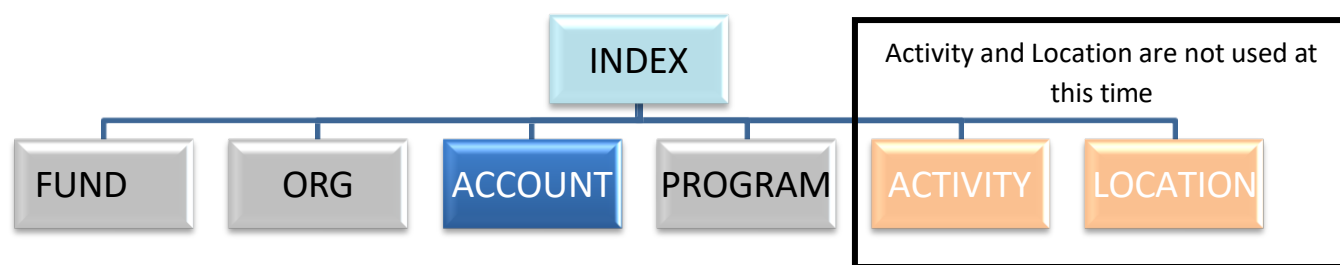 INDEX
Activity and Location are not used at
this time
FUND
ORG
ACCOUNT
PROGRAM
ACTIVITY
LOCATION